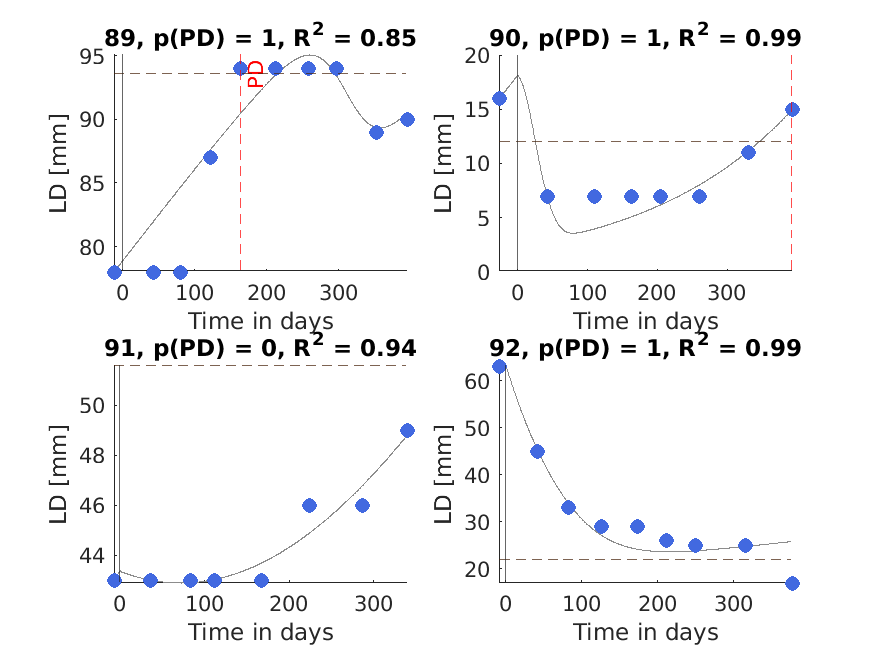 89, p(PD) = 1, R2 = 0.85
95
90
85
80
LD [mm]
PD
0
100
200
300
Time in days
90, p(PD) = 1, R2 = 0.99
20
15
10
5
0
LD [mm]
0
100
200
300
Time in days
91, p(PD) = 0, R2 = 0.94
50
48
46
44
LD [mm]
0
100
200
300
Time in days
92, p(PD) = 1, R2 = 0.99
60
50
40
30
20
LD [mm]
0
100
200
300
Time in days